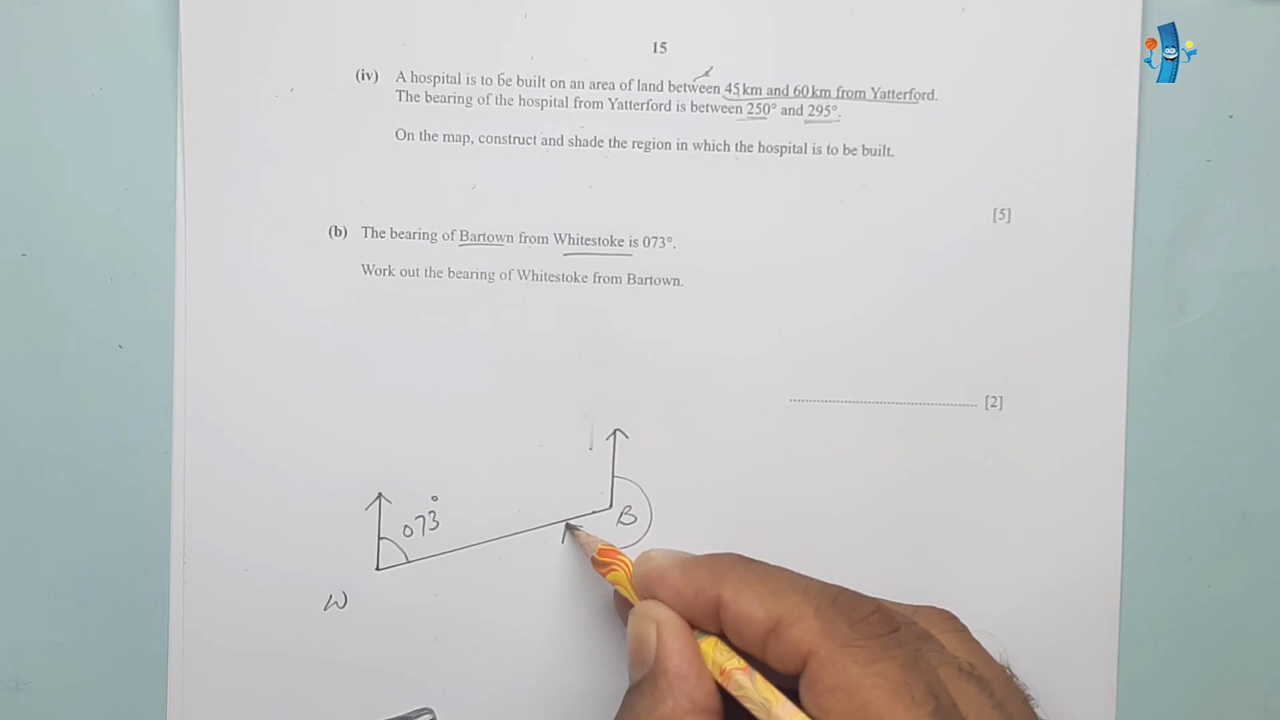 15
(iv) A hospital is to be built on an area of land between 45 km and 60 km from Yatterford.
The bearing of the hospital from Yatterford is between 250° and 295°.
On the map, construct and shade the region in which the hospital is to be built.
[5]
(b) The bearing of Bartown from Whitestoke is 073°.
Work out the bearing of Whitestoke from Bartown.
[2]
073°
B
W